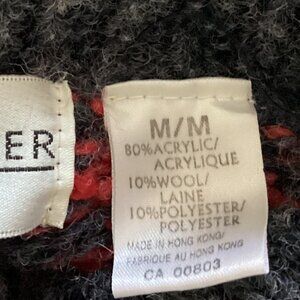 ER
M/M
80%ACRYLIC/
ACRYLIQUE
10%WOOL/
LAINE
10%POLYESTER/
POLYESTER
MADE IN HONG KONG/
FABRIQUE AU HONG KONG
CA 00803